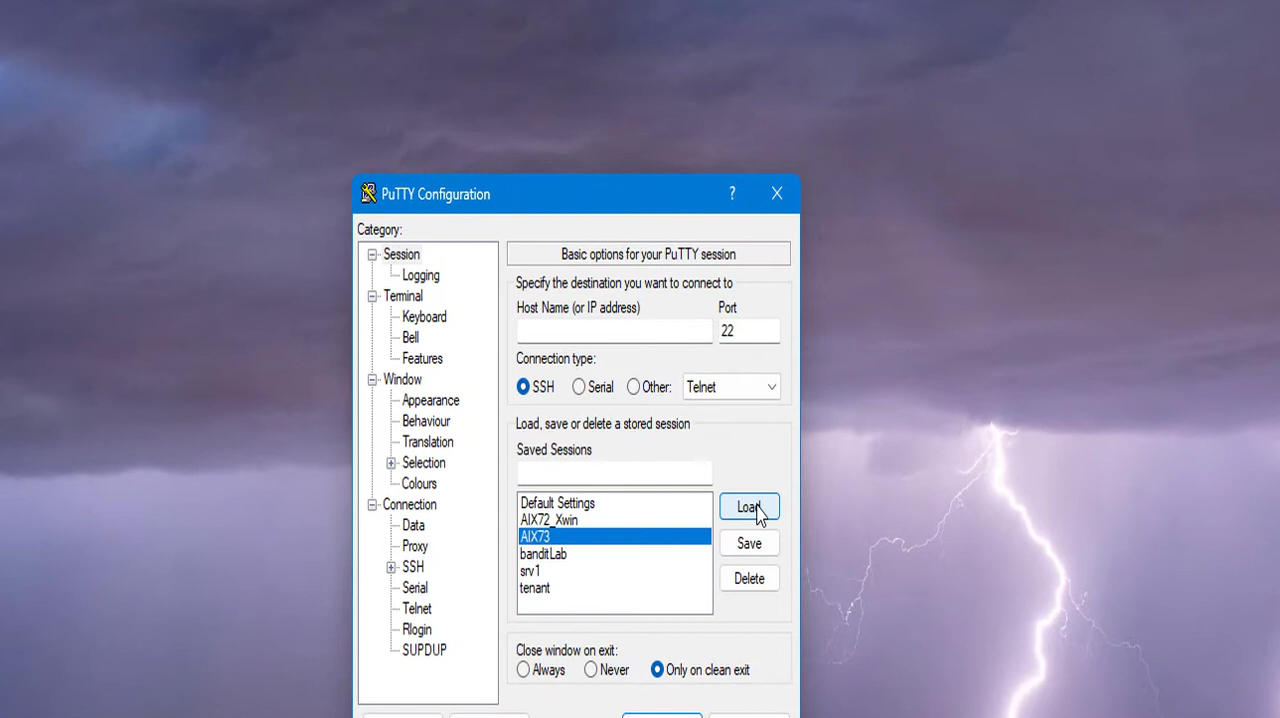 PuTTY Configuration
?
Category:
Session
Logging
Terminal
Keyboard
Bell
Features
Window
Appearance
Behaviour
Translation
Selection
Colours
Connection
Data
Proxy
SSH
Serial
Telnet
Rlogin
SUPDUP
Basic options for your PuTTY session
Specify the destination you want to connect to
Host Name (or IP address) Port
22
Connection type:
SSH Serial Other: Telnet
Load, save or delete a stored session
Saved Sessions
Default Settings
AIX72_Xwin
AIX73
banditLab
srv1
tenant
Load
Save
Delete
Close window on exit:
Always Never Only on clean exit